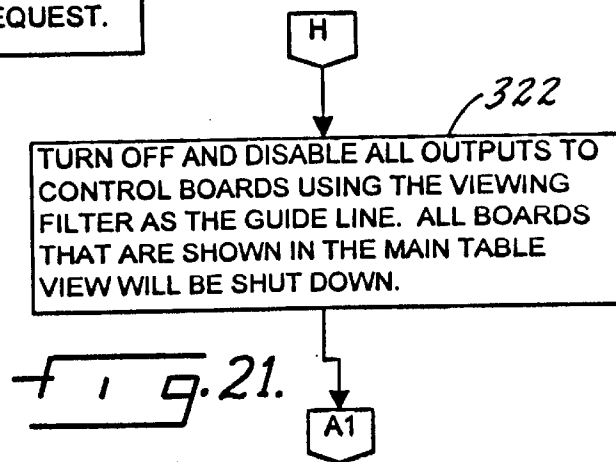 EQUEST.
H
322
TURN OFF AND DISABLE ALL OUTPUTS TO
CONTROL BOARDS USING THE VIEWING
FILTER AS THE GUIDE LINE. ALL BOARDS
THAT ARE SHOWN IN THE MAIN TABLE
VIEW WILL BE SHUT DOWN.
fig. 21.
A1